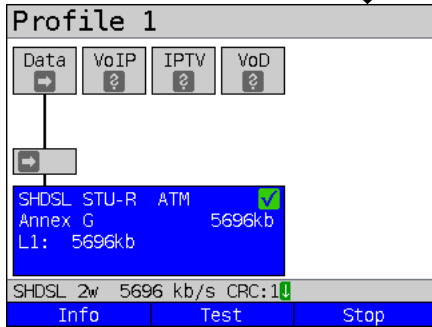 Profile 1
Data VoIP IPTV VoD
SHDSL STU-R ATM
Annex G 5696kb
L1: 5696kb
SHDSL 2w 5696 kb/s CRC:1
Info Test Stop